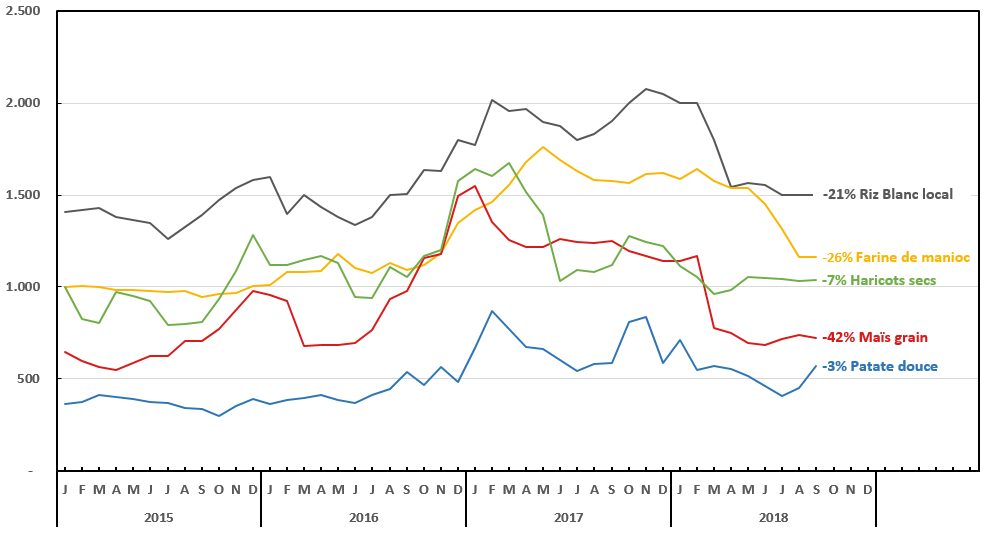 2.500
2.000
1.500
1.000
500
-
-21% Riz Blanc local
-26% Farine de manioc
-7% Haricots secs
-42% Maïs grain
-3% Patate douce
J F M A M J J A S O N D J F M A M J J A S O N D J F M A M J J A S O N D J F M A M J J A S O N D
2015 2016 2017 2018